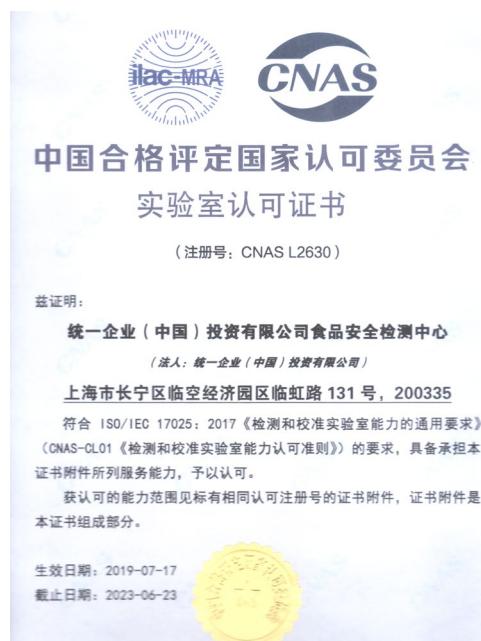 ilac-MRA
CNAS
中国合格评定国家认可委员会
实验室认可证书
（注册号：CNAS L2630）
兹证明：
统一企业（中国）投资有限公司食品安全检测中心
（法人：统一企业（中国）投资有限公司）
上海市长宁区临空经济园区临虹路 131 号，200335
符合 ISO/IEC 17025：2017《检测和校准实验室能力的通用要求》
（CNAS-CL01《检测和校准实验室能力认可准则》）的要求，具备承担本
证书附件所列服务能力，予以认可。
获认可的能力范围见标有相同认可注册号的证书附件，证书附件是
本证书组成部分。
生效日期：2019-07-17
截止日期：2023-06-23